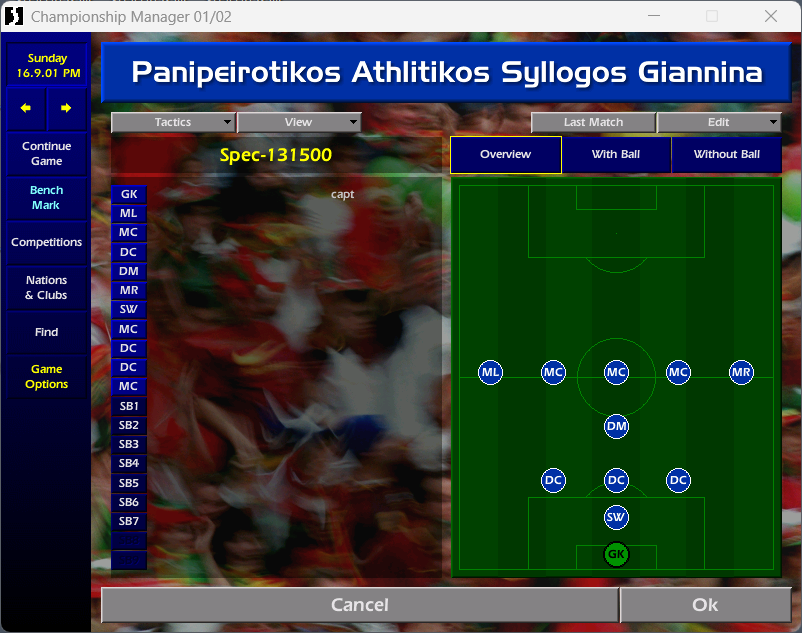 Championship Manager 01/02
Sunday
16.9.01 PM
Continue
Game
Bench
Mark
Competitions
Nations
& Clubs
Find
Game
Options
Panipeirotikos Athlitikos Syllogos Giannina
Tactics
View
Last Match
Edit
Spec-131500
Overview
With Ball
Without Ball
GK capt
ML
MC
DC
DM
MR
SW
MC
DC
DC
MC
SB1
SB2
SB3
SB4
SB5
SB6
SB7
ML MC MC MC MR
DM
DC DC DC
SW
GK
Cancel
Ok